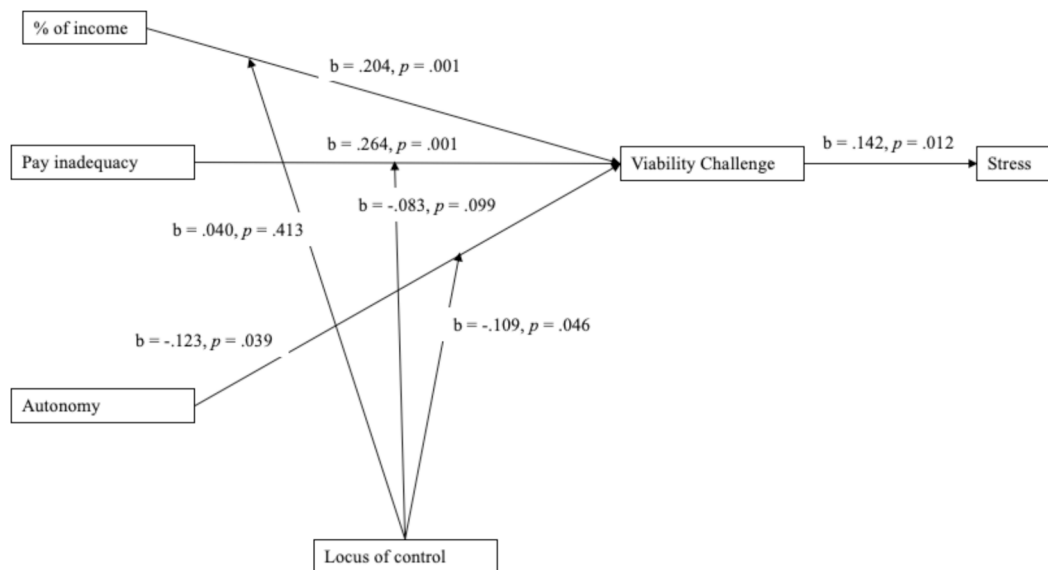 % of income
b = .204, p = .001
b = .264, p = .001
b = .142, p = .012
Pay inadequacy
Viability Challenge
Stress
b = -.083, p = .099
b = .040, p = .413
b = -.109, p = .046
b = -.123, p = .039
Autonomy
Locus of control